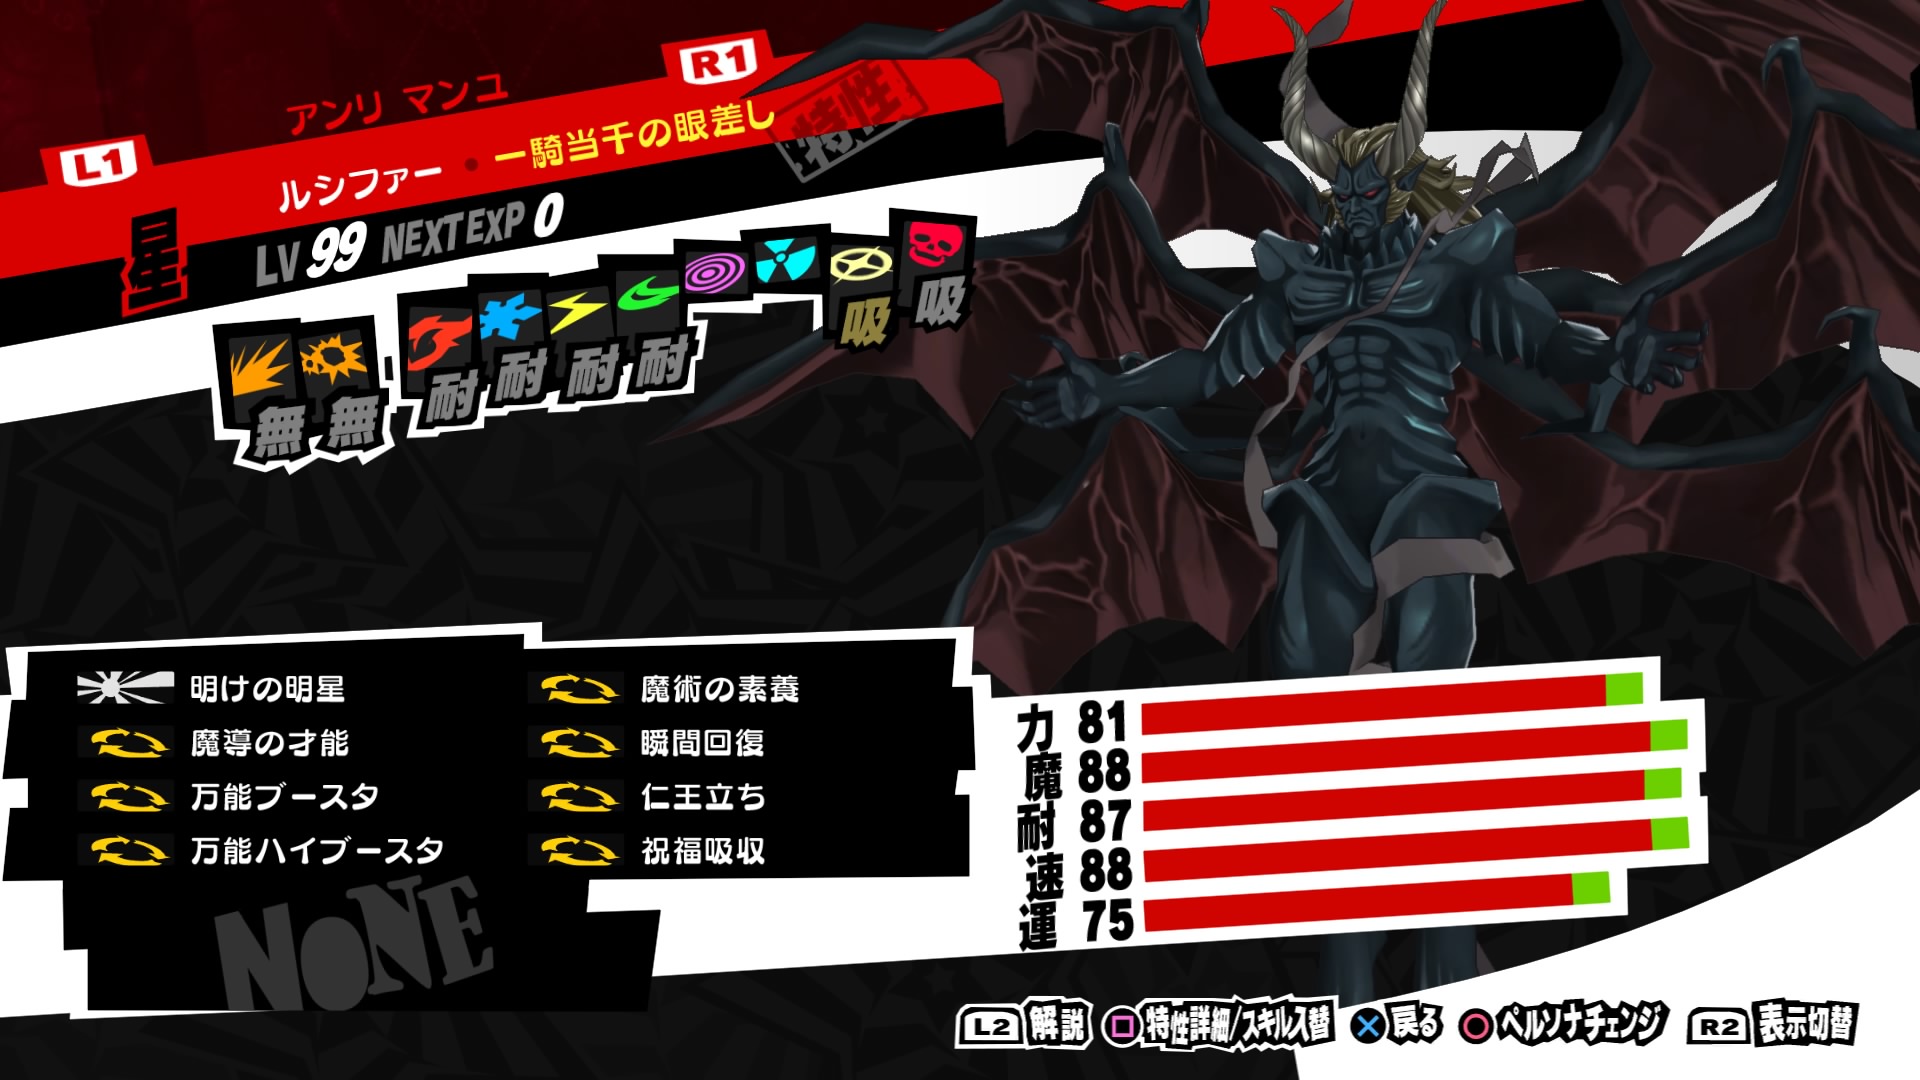 アンリ マンユ
R1
L1
ルシファー・一騎当千の眼差し
特性
星
LV 99 NEXT EXP 0
無 無 耐 耐 耐 耐 吸 吸
明けの明星
魔導の才能
万能ブースタ
万能ハイブースタ
魔術の素養
瞬間回復
仁王立ち
祝福吸収
NONE
力 81
魔 88
耐 87
速 88
運 75
L2 解説 特性詳細/スキル入替 戻る ペルソナチェンジ R2 表示切替